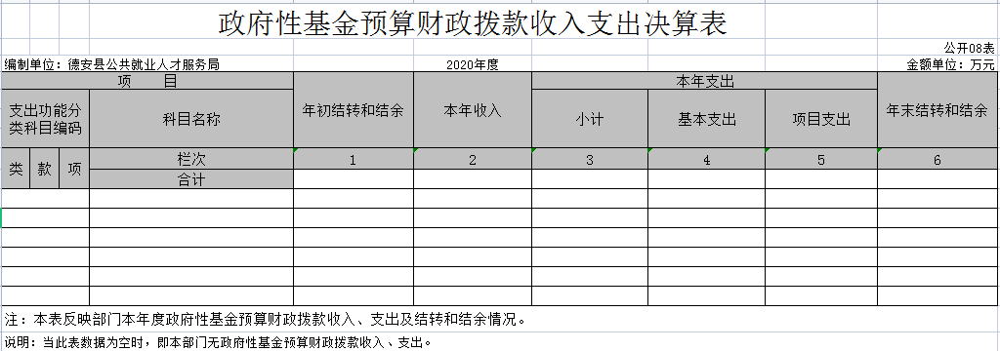 政府性基金预算财政拨款收入支出决算表
公开08表
编制单位：德安县公共就业人才服务局 2020年度 金额单位：万元
项 目 年初结转和结余 本年收入 本年支出 年末结转和结余
支出功能分类科目编码 科目名称 小计 基本支出 项目支出
类 款 项 栏次 1 2 3 4 5 6
合计
注：本表反映部门本年度政府性基金预算财政拨款收入、支出及结转和结余情况。
说明：当此表数据为空时，即本部门无政府性基金预算财政拨款收入、支出。